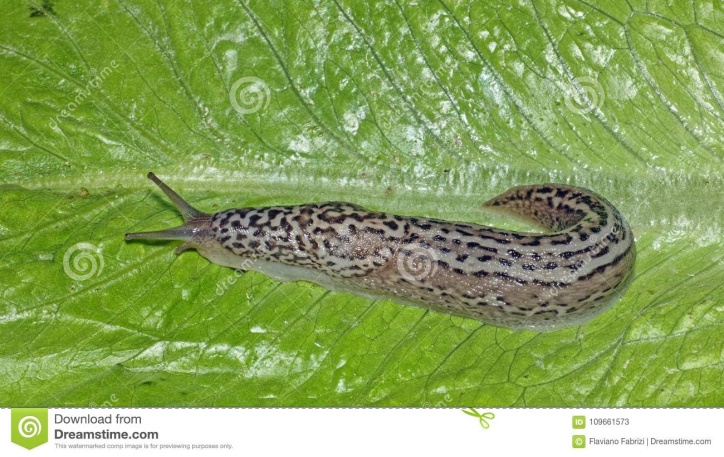 dreamstime
Download from
Dreamstime.com
This watermarked comp image is for previewing purposes only.
ID 109661573
© Flaviano Fabrizi | Dreamstime.com